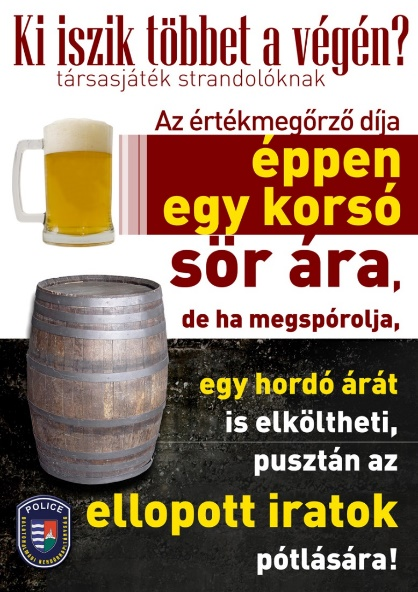 Ki iszik többet a végén?
társasjáték strandolóknak
Az értékmegőrző díja
éppen
egy korsó
sör ára,
de ha megspórolja,
egy hordó árát
is elköltheti,
pusztán az
ellopott iratok
pótlására!
POLICE